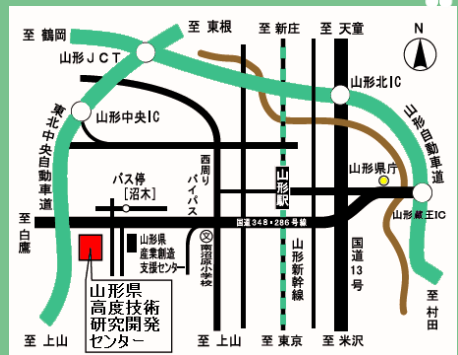 至 鶴岡
至 東根
至 新庄
至 天童
N
山形JCT
山形北IC
山形中央IC
東北中央自動車道
山形自動車道
西周り
バイパス
バス停
[沼木]
山形駅
山形県庁
山形蔵王IC
至
白鷹
国道348・286号線
山形県
産業創造
支援センター
文
南沼原小学校
山形新幹線
国道13号
山形県
高度技術
研究開発
センター
至 上山
至 上山
至 東京
至 米沢
至 村田